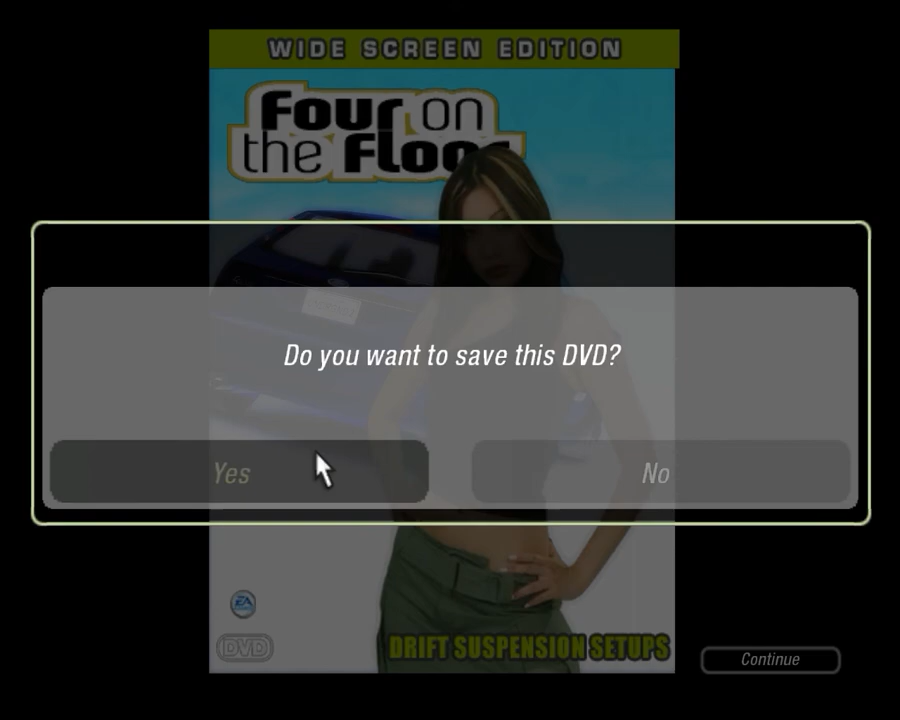 WIDE SCREEN EDITION
Four on
the Floor
Do you want to save this DVD?
Yes
No
EA
DVD
DRIFT SUSPENSION SETUPS
Continue